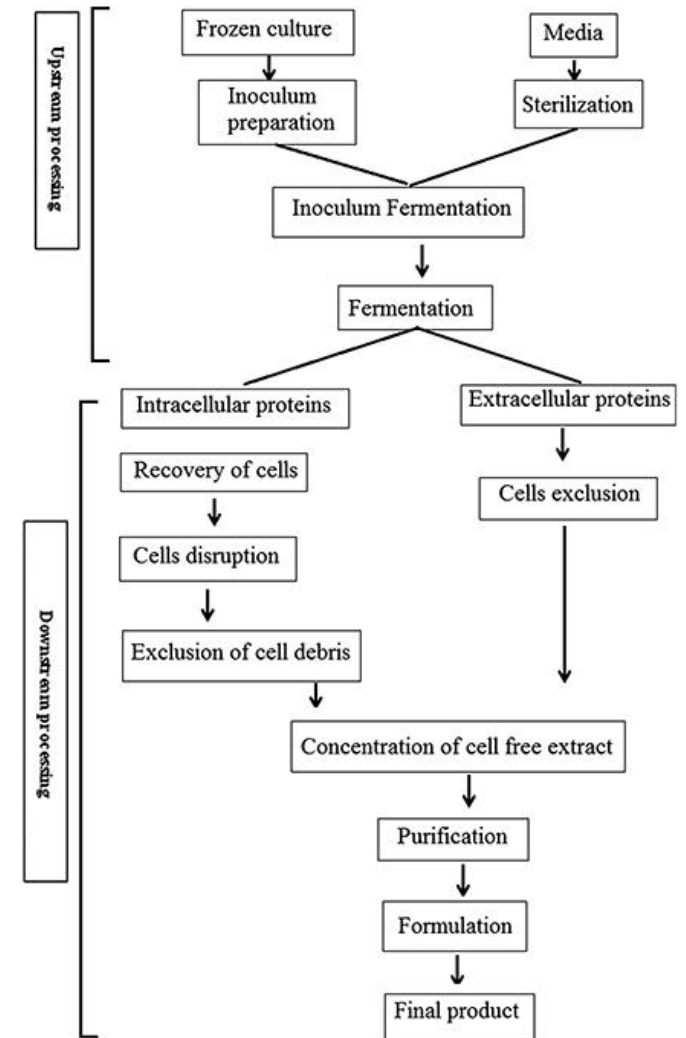 Upstream processing
Frozen culture
Media
Inoculum
preparation
Sterilization
Inoculum Fermentation
Fermentation
Downstream processing
Intracellular proteins
Extracellular proteins
Recovery of cells
Cells exclusion
Cells disruption
Exclusion of cell debris
Concentration of cell free extract
Purification
Formulation
Final product